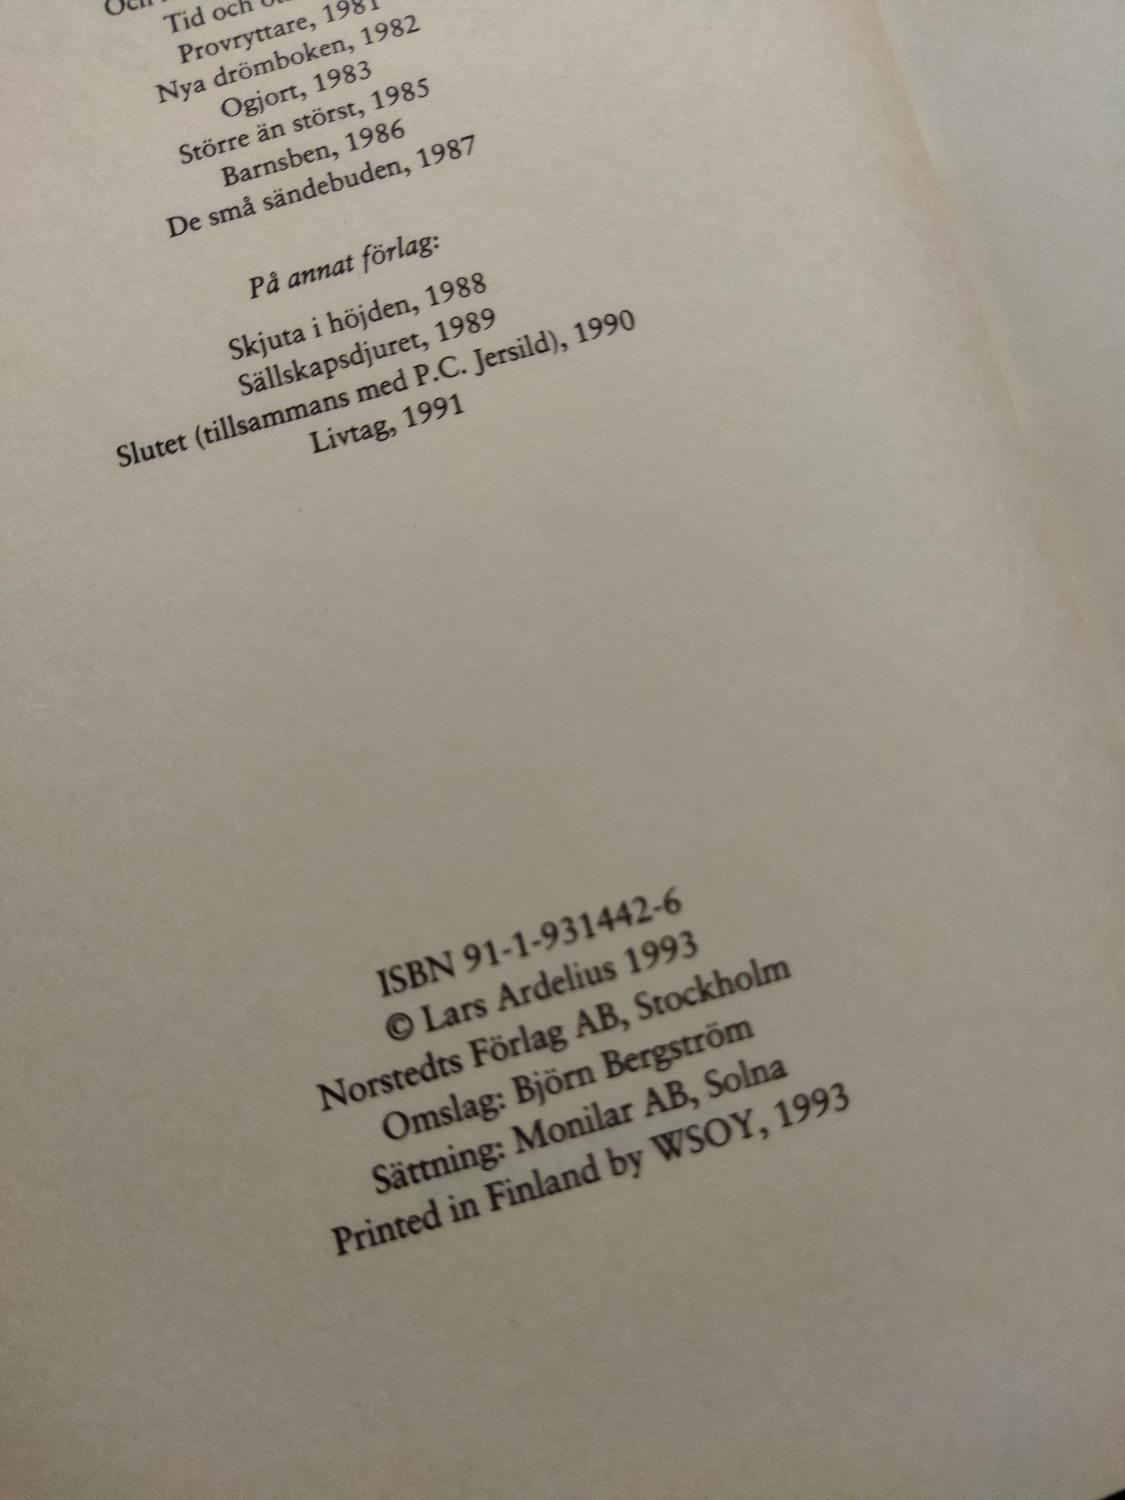 Och
Tid och
Provryttare, 1981
Nya drömboken, 1982
Ogjort, 1983
Större än störst, 1985
Barnsben, 1986
De små sändebuden, 1987
På annat förlag:
Skjuta i höjden, 1988
Sällskapsdjuret, 1989
Slutet (tillsammans med P.C. Jersild), 1990
Livtag, 1991
ISBN 91-1-931442-6
© Lars Ardelius 1993
Norstedts Förlag AB, Stockholm
Omslag: Björn Bergström
Sättning: Monilar AB, Solna
Printed in Finland by WSOY, 1993